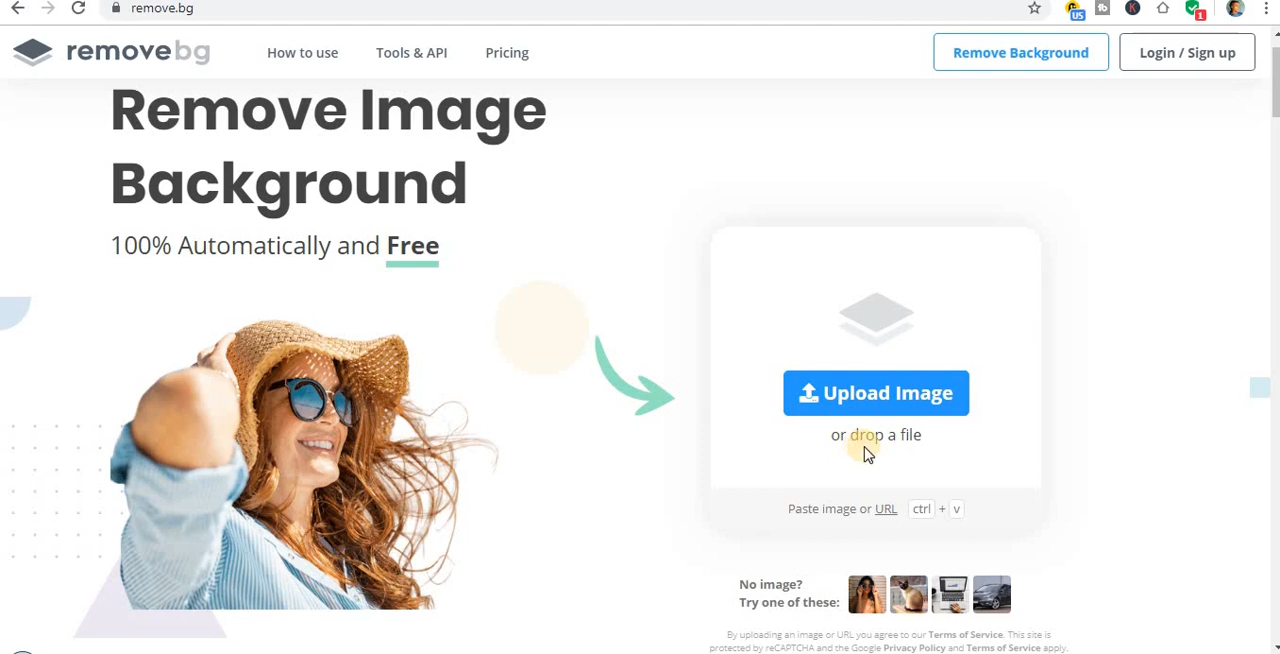 remove.bg
US
1
removebg
How to use
Tools & API
Pricing
Remove Background
Login / Sign up
Remove Image
Background
100% Automatically and Free
Upload Image
or drop a file
Paste image or URL ctrl + v
No image?
Try one of these:
By uploading an image or URL you agree to our Terms of Service. This site is
protected by reCAPTCHA and the Google Privacy Policy and Terms of Service apply.